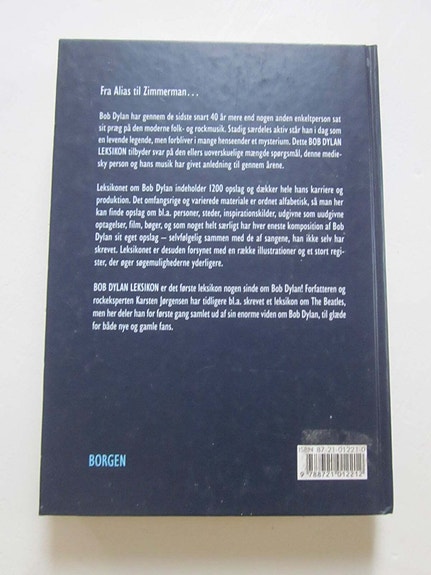 Fra Alias til Zimmerman...
Bob Dylan har gennem de sidste snart 40 år mere end nogen anden enkeltperson sat
sit præg på den moderne folk- og rockmusik. Stadig særdeles aktiv står han i dag som
en levende legende, men forbliver i mange henseender et mysterium. Dette BOB DYLAN
LEKSIKON tilbyder svar på den ellers uoverskuelige mængde spørgsmål, denne medie-
sky person og hans musik har givet anledning til gennem årene.
Leksikonet om Bob Dylan indeholder 1200 opslag og dækker hele hans karriere og
produktion. Det omfangsrige og varierede materiale er ordnet alfabetisk, så man her
kan finde opslag om bl.a. personer, steder, inspirationskilder, udgivne som uudgivne
optagelser, film, bøger, og som noget helt særligt har hver eneste komposition af Bob
Dylan sit eget opslag – selvfølgelig sammen med de af sangene, han ikke selv har
skrevet. Leksikonet er desuden forsynet med en række illustrationer og et stort regi-
ster, der øger søgemulighederne yderligere.
BOB DYLAN LEKSIKON er det første leksikon nogen sinde om Bob Dylan! Forfatteren og
rockeksperten Karsten Jørgensen har tidligere bl.a. skrevet et leksikon om The Beatles,
men her deler han for første gang samlet ud af sin enorme viden om Bob Dylan, til glæde
for både nye og gamle fans.
BORGEN
ISBN 87-21-01221-0
9 788721 012212